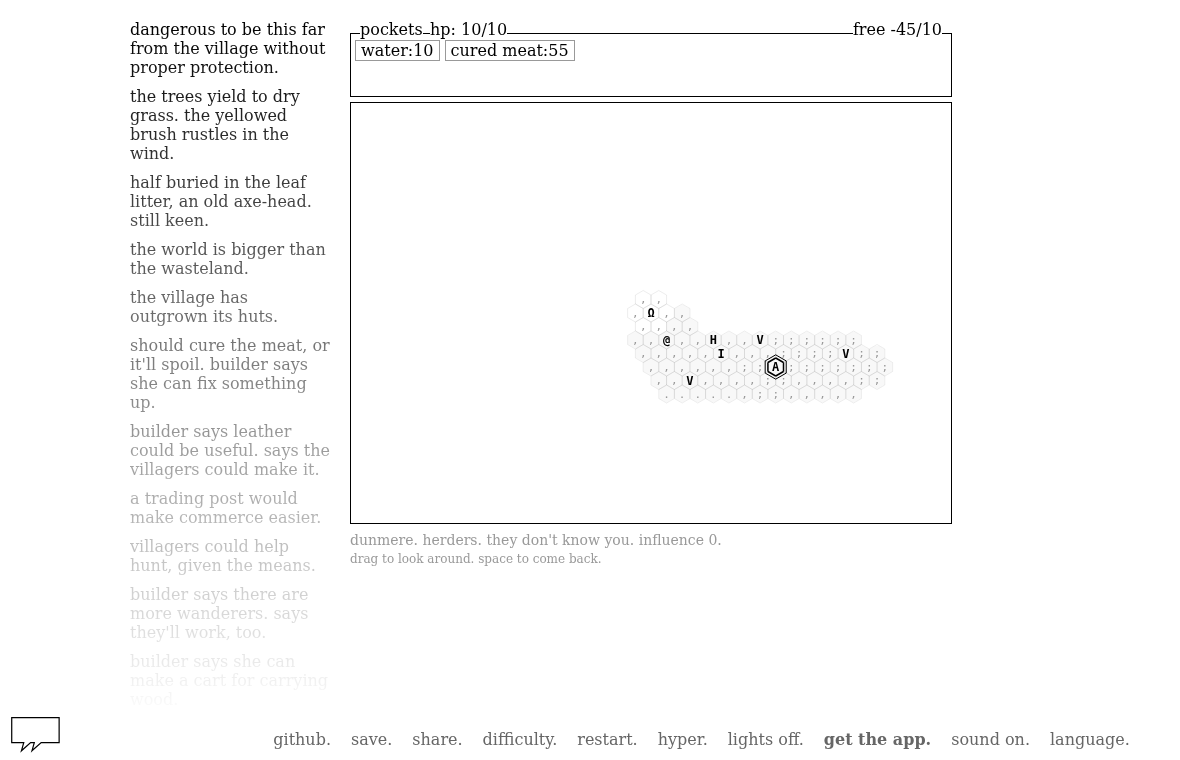 dangerous to be this far
from the village without
proper protection.
the trees yield to dry
grass. the yellowed
brush rustles in the
wind.
half buried in the leaf
litter, an old axe-head.
still keen.
the world is bigger than
the wasteland.
the village has
outgrown its huts.
should cure the meat, or
it'll spoil. builder says
she can fix something
up.
builder says leather
could be useful. says the
villagers could make it.
a trading post would
make commerce easier.
villagers could help
hunt, given the means.
builder says there are
more wanderers. says
they'll work, too.
builder says she can
make a cart for carrying
wood.
pockets hp: 10/10 free -45/10
water:10 cured meat:55
, ,
, Ω , ,
, , , ,
, , @ , , H , , V ; ; ; ; ; ;
I V ; ;
A
V
dunmere. herders. they don't know you. influence 0.
drag to look around. space to come back.
github. save. share. difficulty. restart. hyper. lights off. get the app. sound on. language.